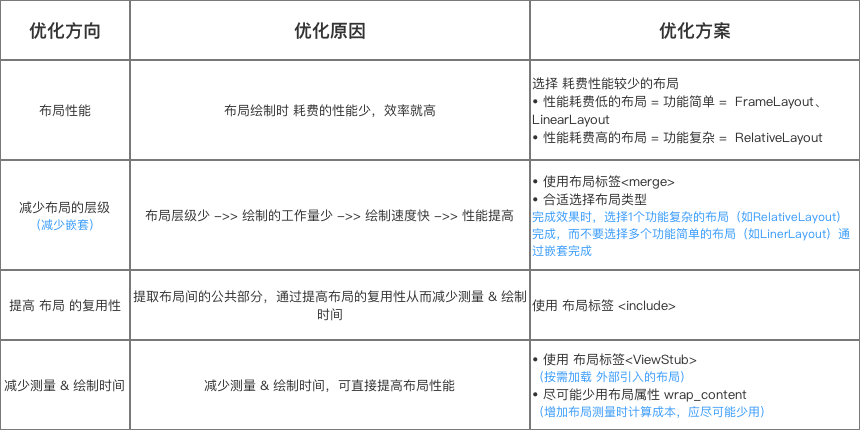 优化方向
优化原因
优化方案
布局性能
布局绘制时 耗费的性能少，效率就高
选择 耗费性能较少的布局
• 性能耗费低的布局 = 功能简单 = FrameLayout、
LinearLayout
• 性能耗费高的布局 = 功能复杂 = RelativeLayout
减少布局的层级
（减少嵌套）
布局层级少 –>> 绘制的工作量少 –>> 绘制速度快 –>> 性能提高
• 使用布局标签<merge>
• 合适选择布局类型
完成效果时，选择1个功能复杂的布局（如RelativeLayout）
完成，而不要选择多个功能简单的布局（如LinerLayout）通
过嵌套完成
提高 布局 的复用性
提取布局间的公共部分，通过提高布局的复用性从而减少测量 & 绘制
时间
使用 布局标签 <include>
减少测量 & 绘制时间
减少测量 & 绘制时间，可直接提高布局性能
• 使用 布局标签<ViewStub>
（按需加载 外部引入的布局）
• 尽可能少用布局属性 wrap_content
（增加布局测量时计算成本，应尽可能少用）